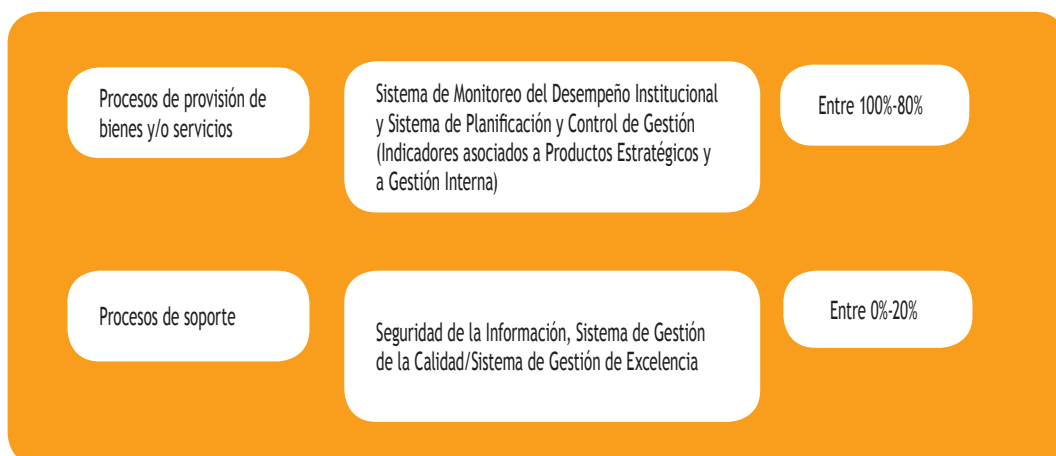 Procesos de provisión de
bienes y/o servicios
Sistema de Monitoreo del Desempeño Institucional
y Sistema de Planificación y Control de Gestión
(Indicadores asociados a Productos Estratégicos y
a Gestión Interna)
Entre 100%-80%
Procesos de soporte
Seguridad de la Información, Sistema de Gestión
de la Calidad/Sistema de Gestión de Excelencia
Entre 0%-20%